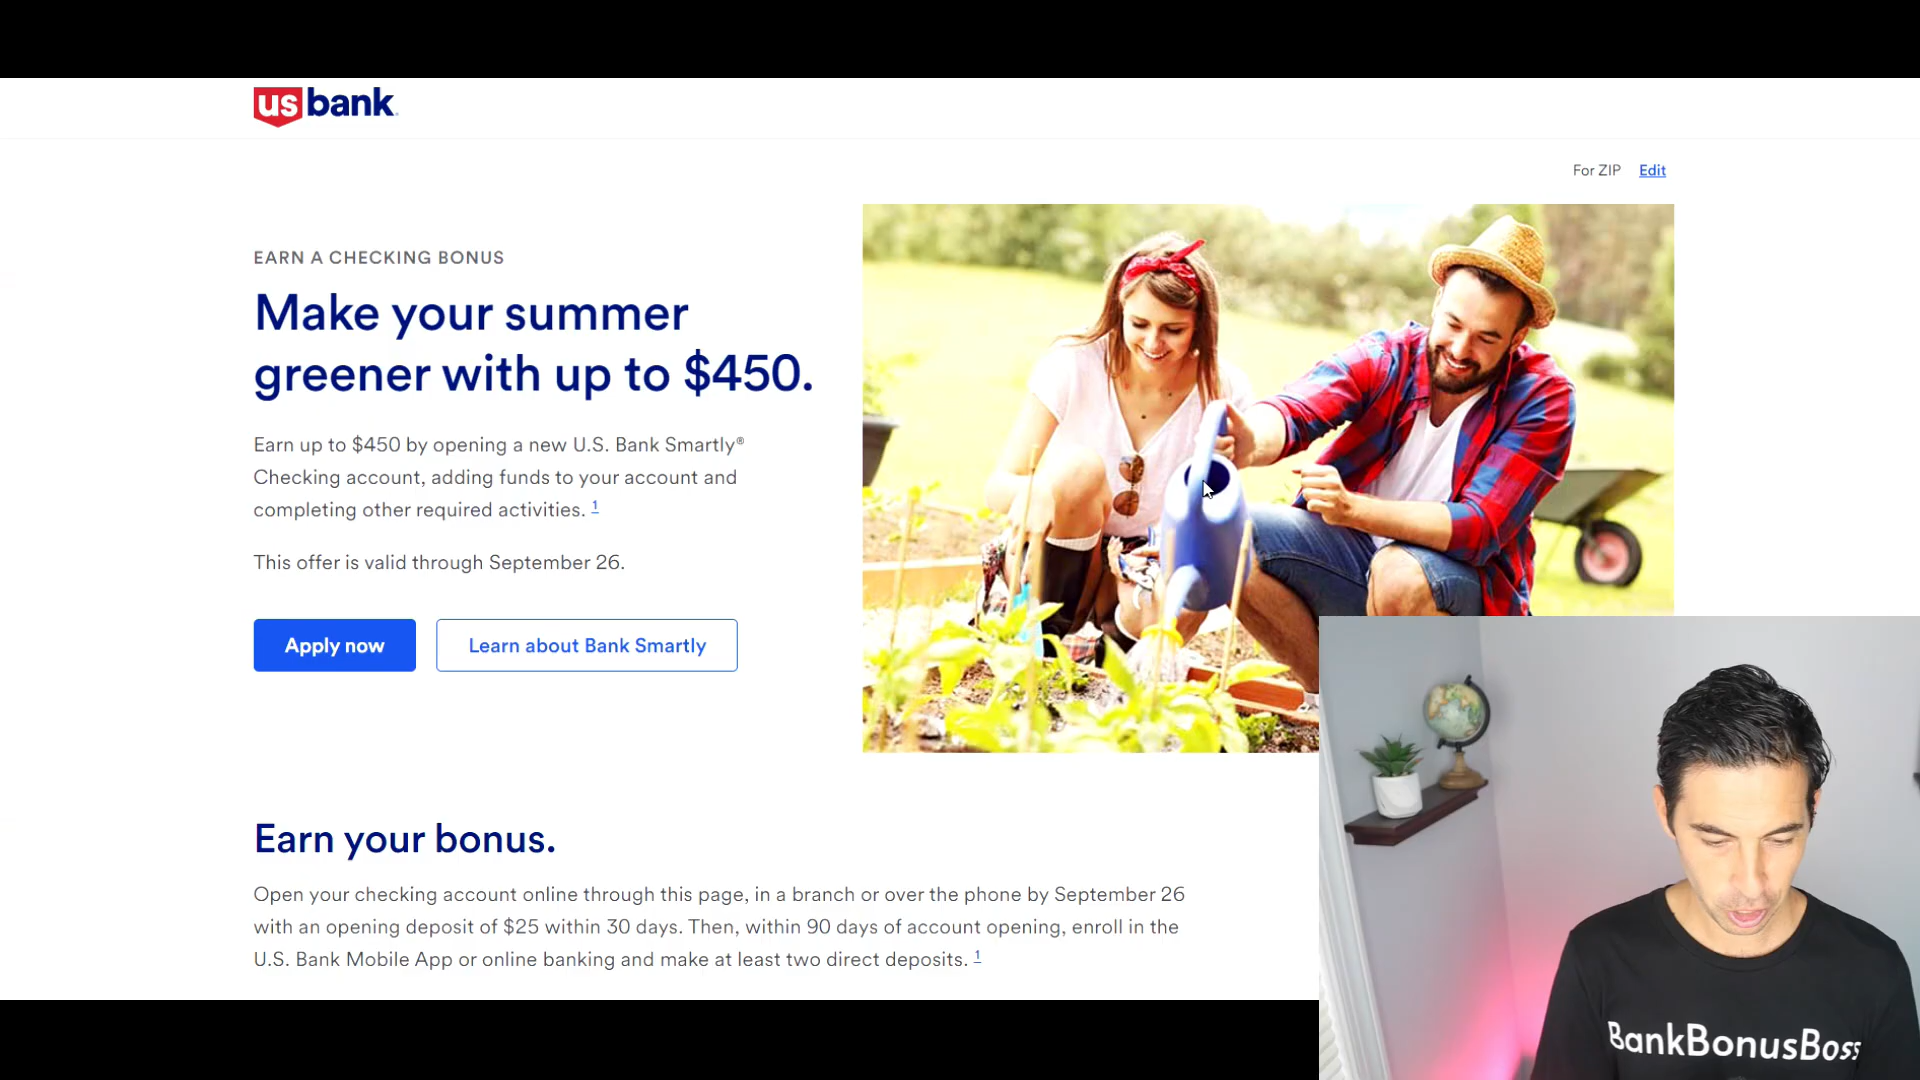 us bank
For ZIP Edit
EARN A CHECKING BONUS
Make your summer
greener with up to $450.
Earn up to $450 by opening a new U.S. Bank Smartly®
Checking account, adding funds to your account and
completing other required activities. 1
This offer is valid through September 26.
Apply now
Learn about Bank Smartly
Earn your bonus.
Open your checking account online through this page, in a branch or over the phone by September 26
with an opening deposit of $25 within 30 days. Then, within 90 days of account opening, enroll in the
U.S. Bank Mobile App or online banking and make at least two direct deposits. 1
BankBonusBoss